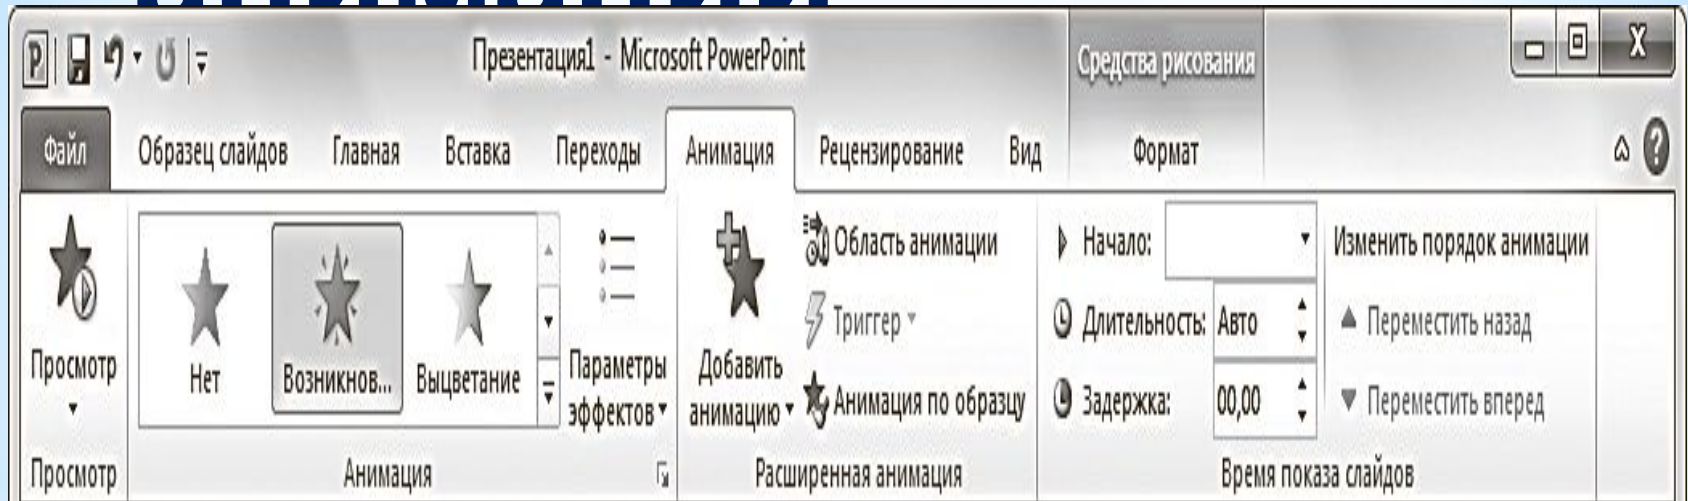 Презентация1 - Microsoft PowerPoint
Средства рисования
Файл
Образец слайдов
Главная
Вставка
Переходы
Анимация
Рецензирование
Вид
Формат
Просмотр
Нет
Возникнов...
Выцветание
Параметры
эффектов
Добавить
анимацию
Область анимации
Триггер
Анимация по образцу
Начало:
Длительность: Авто
Задержка: 00,00
Изменить порядок анимации
Переместить назад
Переместить вперед
Просмотр
Анимация
Расширенная анимация
Время показа слайдов